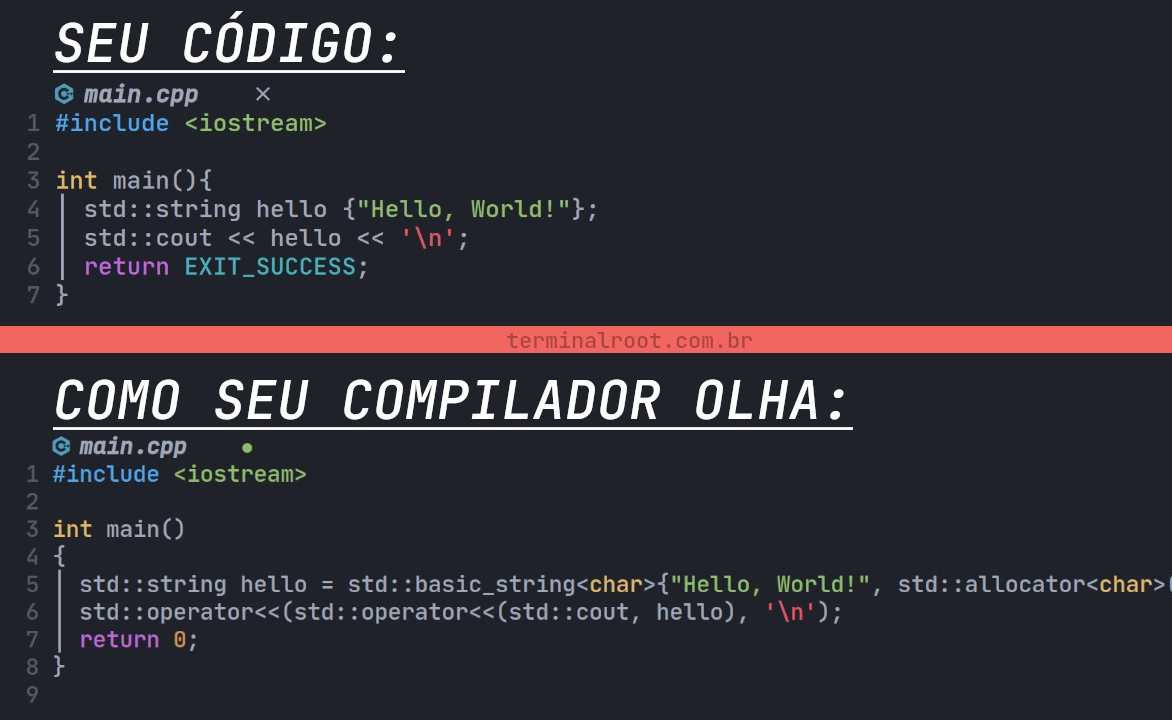 SEU CÓDIGO:
main.cpp ×
1 #include <iostream>
2
3 int main(){
4 std::string hello {"Hello, World!"};
5 std::cout << hello << '\n';
6 return EXIT_SUCCESS;
7 }
terminalroot.com.br
COMO SEU COMPILADOR OLHA:
main.cpp ●
1 #include <iostream>
2
3 int main()
4 {
5 std::string hello = std::basic_string<char>{"Hello, World!", std::allocator<char>(
6 std::operator<<(std::operator<<(std::cout, hello), '\n');
7 return 0;
8 }
9